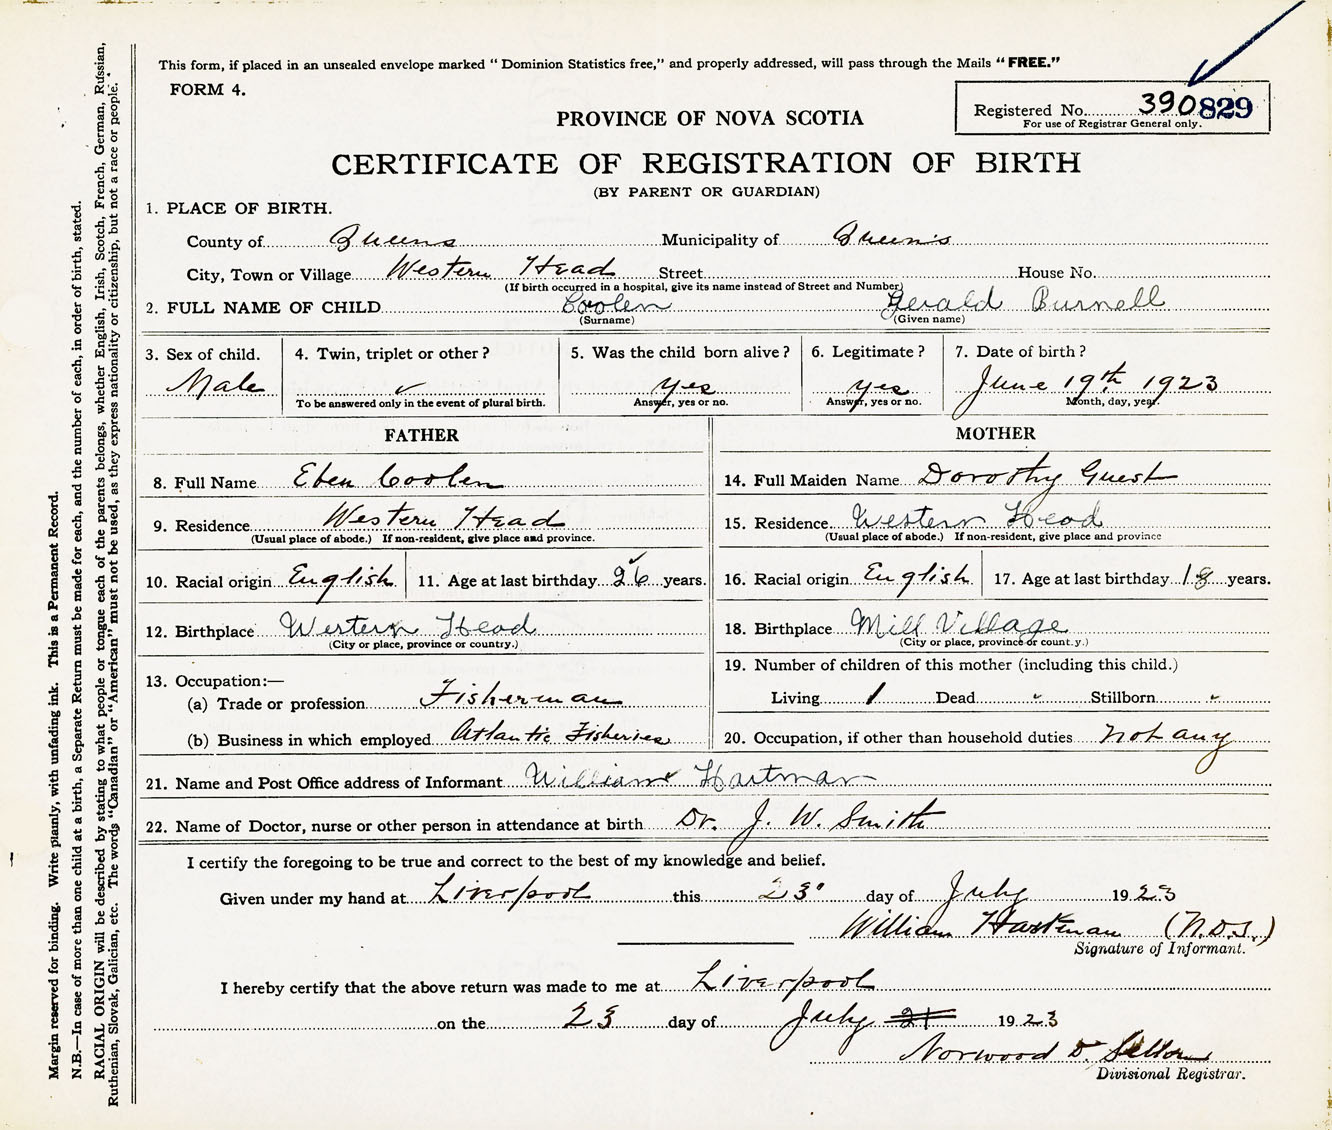 This form, if placed in an unsealed envelope marked “ Dominion Statistics free,” and properly addressed, will pass through the Mails “ FREE.”
FORM 4.
Registered No. 390829
For use of Registrar General only.
PROVINCE OF NOVA SCOTIA
CERTIFICATE OF REGISTRATION OF BIRTH
(BY PARENT OR GUARDIAN)
1. PLACE OF BIRTH.
County of Queens Municipality of Queen's
City, Town or Village Western Head Street House No.
(If birth occurred in a hospital, give its name instead of Street and Number)
2. FULL NAME OF CHILD Coolen Gerald Burnell
(Surname) (Given name)
3. Sex of child. 4. Twin, triplet or other ? 5. Was the child born alive ? 6. Legitimate ? 7. Date of birth ?
Male ✓ yes yes June 19th 1923
To be answered only in the event of plural birth. Answer, yes or no. Answer, yes or no. Month, day, year.
FATHER MOTHER
8. Full Name Eben Coolen 14. Full Maiden Name Dorothy Guest
9. Residence Western Head 15. Residence. Western Head
(Usual place of abode.) If non-resident, give place and province. (Usual place of abode.) If non-resident, give place and province
10. Racial origin English 11. Age at last birthday 26 years. 16. Racial origin English 17. Age at last birthday 18 years.
12. Birthplace Western Head 18. Birthplace Mill Village
(City or place, province or country.) (City or place, province or count.y.)
19. Number of children of this mother (including this child.)
13. Occupation:—
(a) Trade or profession Fisherman Living 1 Dead Stillborn
(b) Business in which employed Atlantic Fisheries 20. Occupation, if other than household duties not any
21. Name and Post Office address of Informant William Hartman
22. Name of Doctor, nurse or other person in attendance at birth Dr. J. W. Smith
I certify the foregoing to be true and correct to the best of my knowledge and belief.
Given under my hand at Liverpool this 23 day of July 1923
William Hartman
Signature of Informant.
I hereby certify that the above return was made to me at Liverpool
on the 23 day of July 21 1923
Norwood D.
Divisional Registrar.
Margin reserved for binding. Write plainly, with unfading ink. This is a Permanent Record.
N.B.—In case of more than one child at a birth, a Separate Return must be made for each, and the number of each, in order of birth, stated.
RACIAL ORIGIN will be described by stating to what people or tongue each of the parents belongs, whether English, Irish, Scotch, French, German, Russian,
Ruthenian, Slovak, Galician, etc. The words “Canadian” or “American” must not be used, as they express nationality or citizenship, but not a race or people.